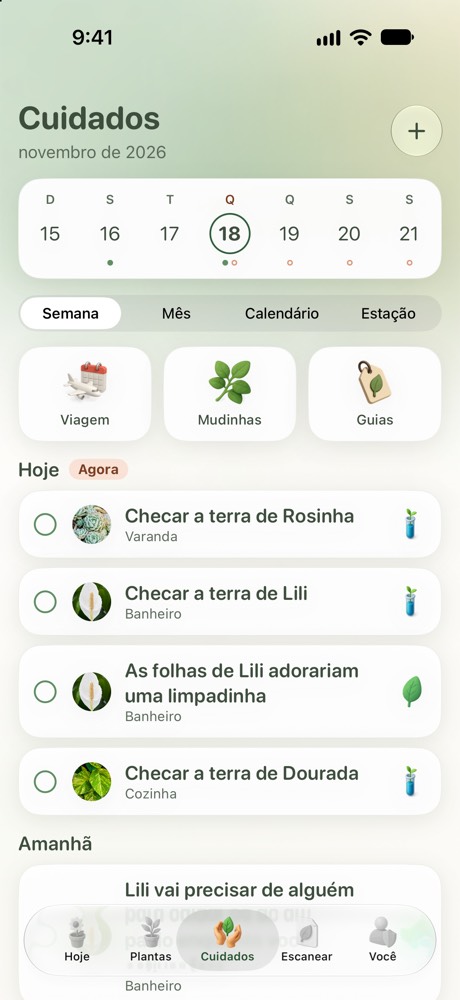 9:41
Cuidados
novembro de 2026
D S T Q Q S S
15 16 17 18 19 20 21
Semana Mês Calendário Estação
Viagem Mudinhas Guias
Hoje Agora
Checar a terra de Rosinha
Varanda
Checar a terra de Lili
Banheiro
As folhas de Lili adorariam
uma limpadinha
Banheiro
Checar a terra de Dourada
Cozinha
Amanhã
Lili vai precisar de alguém
Hoje Plantas Cuidados Escanear Você
Banheiro